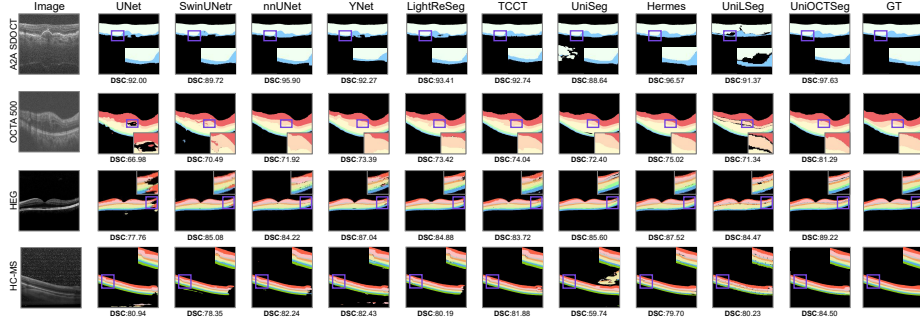 Image UNet SwinUNetr nnUNet YNet LightReSeg TCCT UniSeg Hermes UniLSeg UniOCTSeg GT
A2A SDOCT
DSC:92.00 DSC:89.72 DSC:95.90 DSC:92.27 DSC:93.41 DSC:92.74 DSC:88.64 DSC:96.57 DSC:91.37 DSC:97.63
OCTA 500
DSC:66.98 DSC:70.49 DSC:71.92 DSC:73.39 DSC:73.42 DSC:74.04 DSC:72.40 DSC:75.02 DSC:71.34 DSC:81.29
HEG
DSC:77.76 DSC:85.08 DSC:84.22 DSC:87.04 DSC:84.88 DSC:83.72 DSC:85.60 DSC:87.52 DSC:84.47 DSC:89.22
HC-MS
DSC:80.94 DSC:78.35 DSC:82.24 DSC:82.43 DSC:80.19 DSC:81.88 DSC:59.74 DSC:79.70 DSC:80.23 DSC:84.50